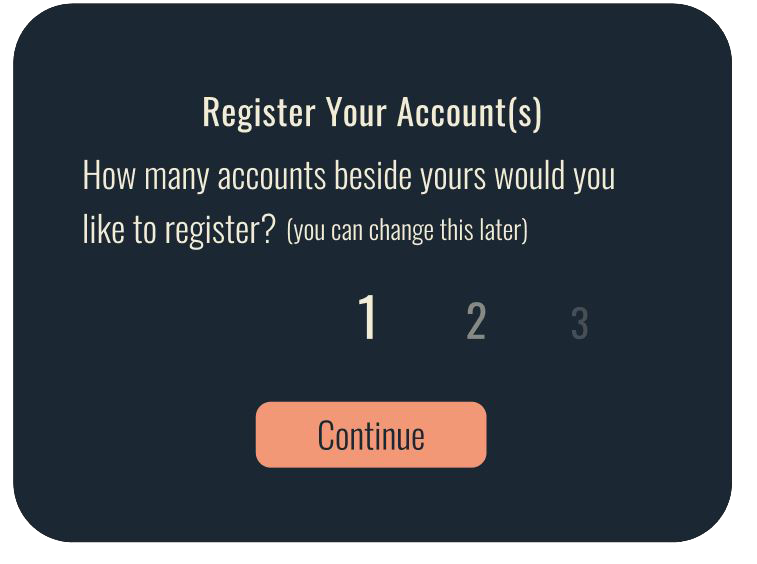 Register Your Account(s)
How many accounts beside yours would you
like to register? (you can change this later)
1 2 3
Continue